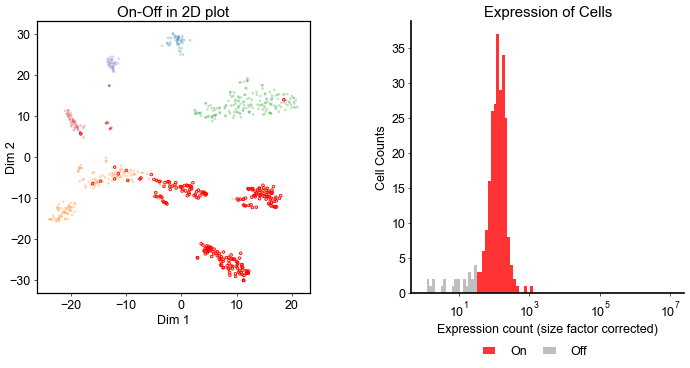 On-Off in 2D plot
30
20
10
0
−10
−20
−30
Dim 2
−20 −10 0 10 20
Dim 1
Expression of Cells
35
30
25
20
15
10
5
0
Cell Counts
10^1 10^3 10^5 10^7
Expression count (size factor corrected)
On Off